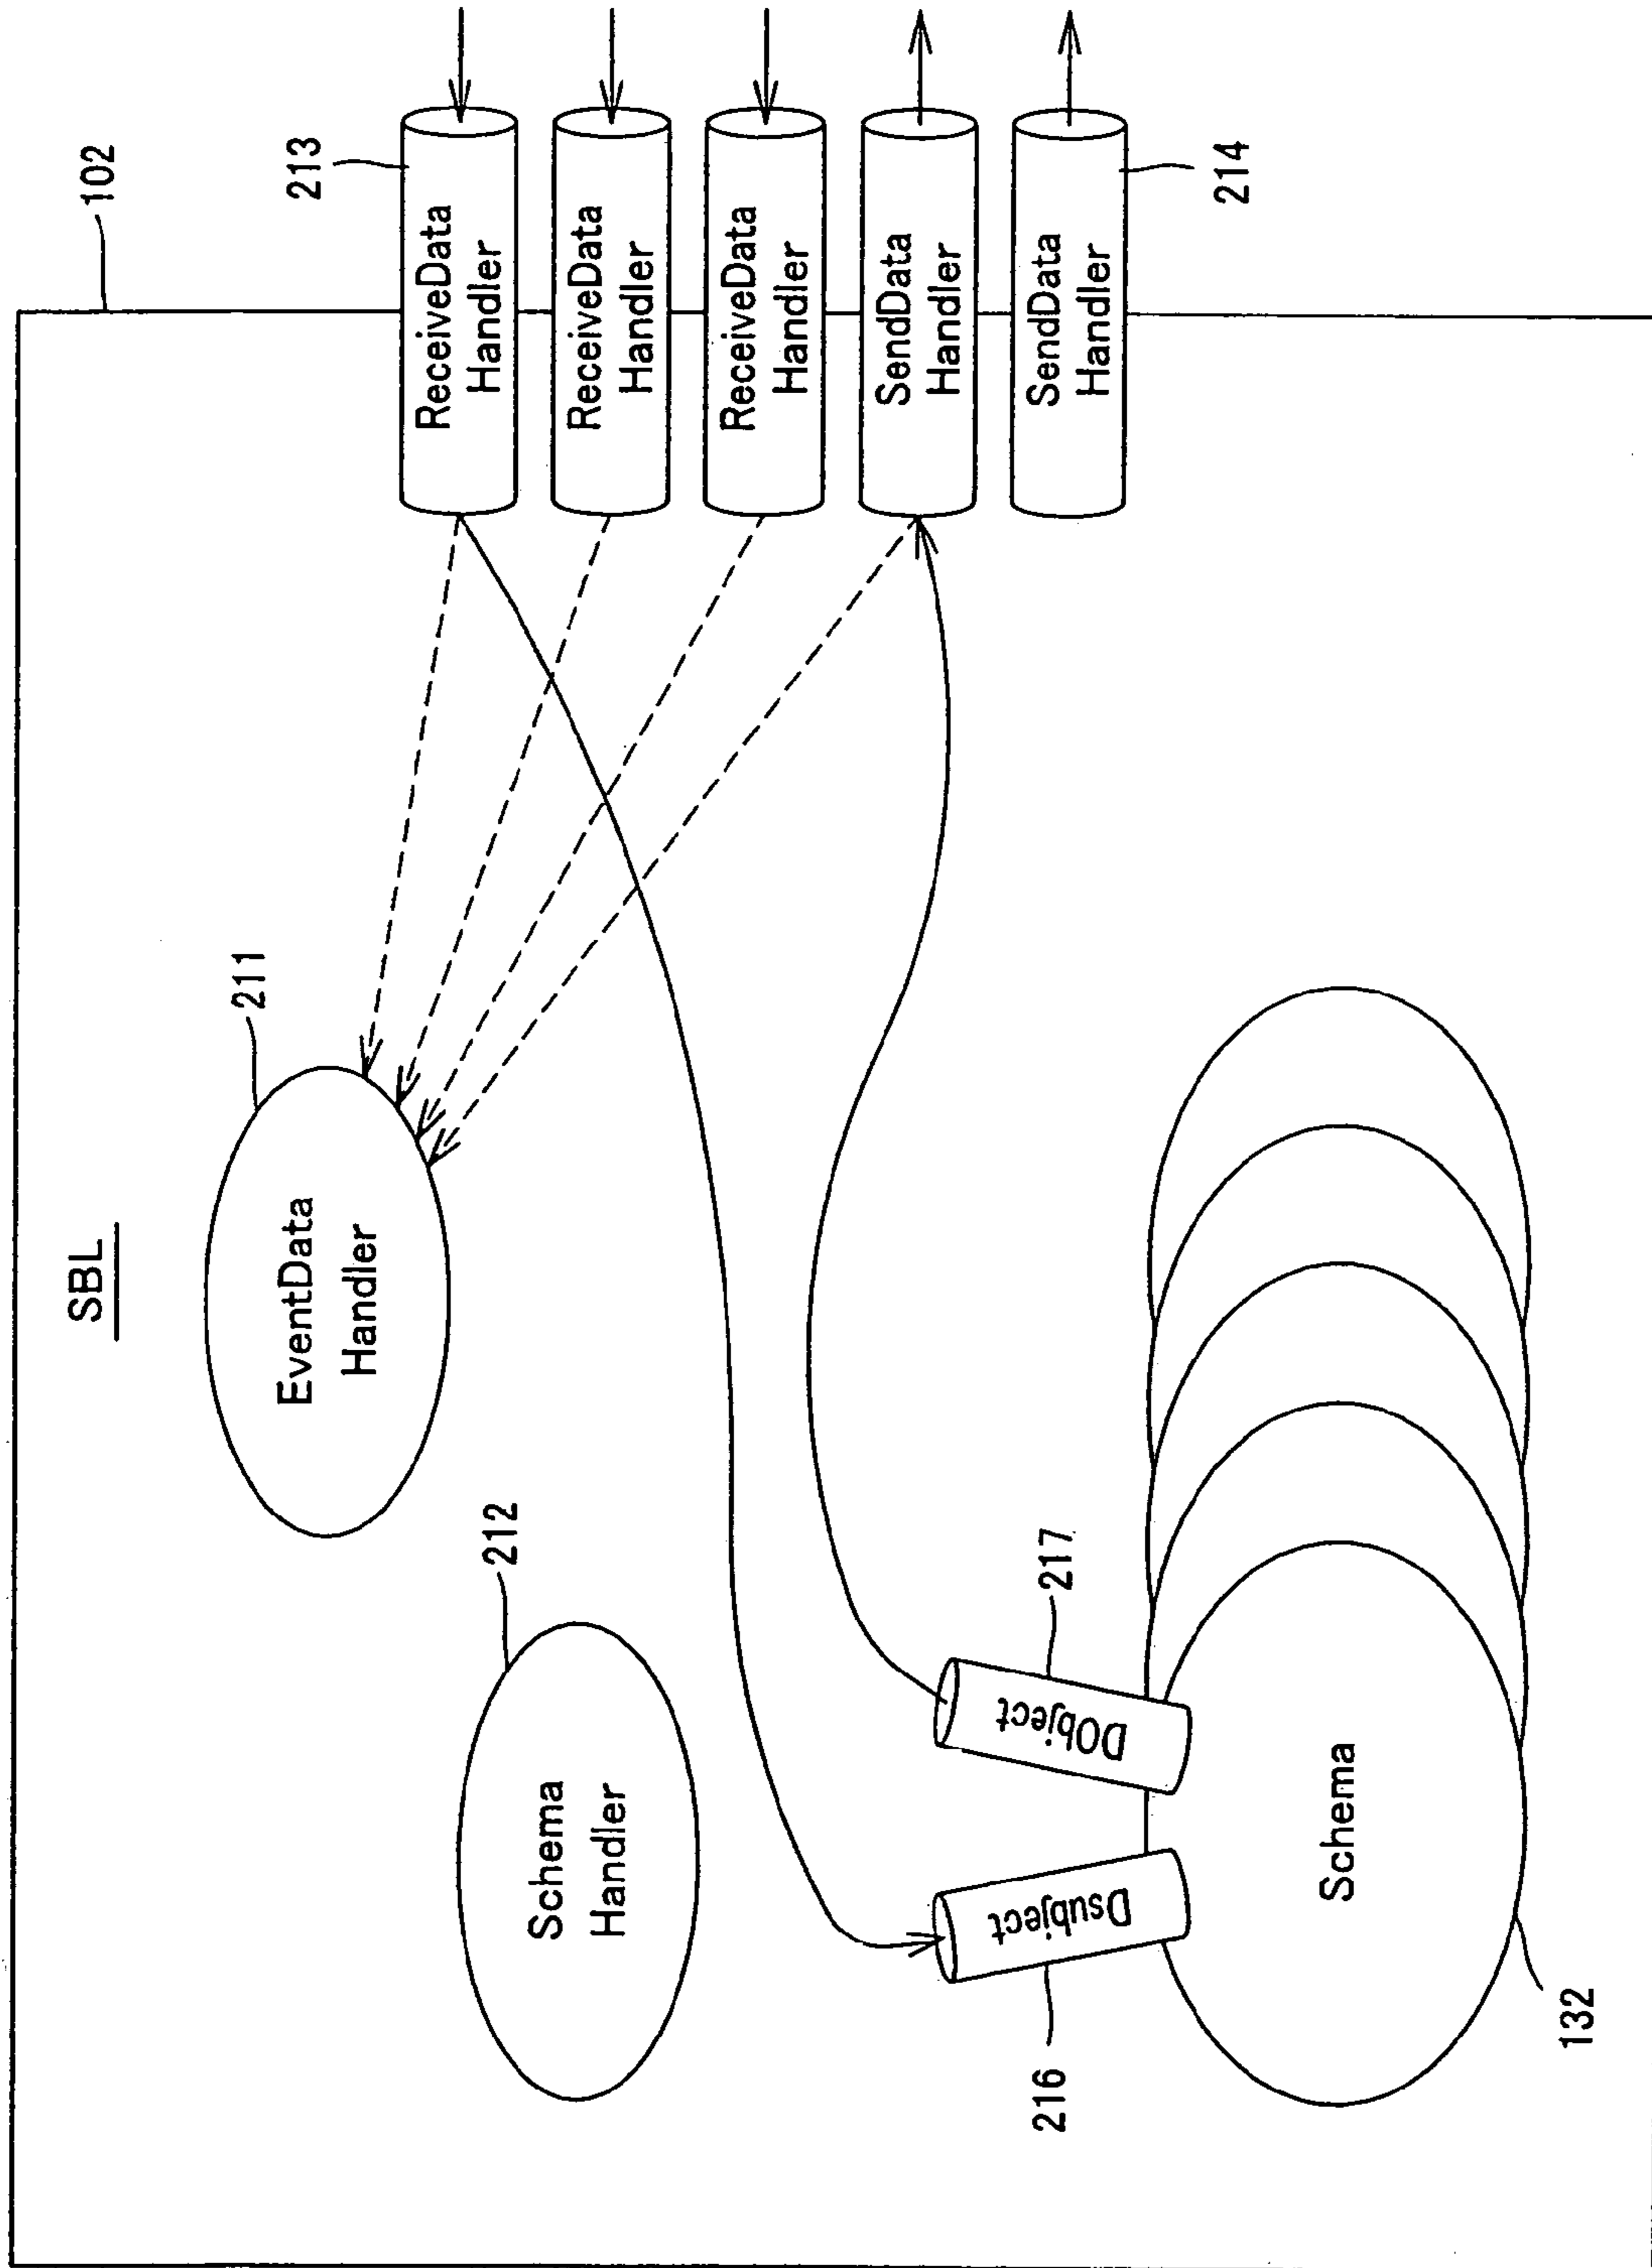 SBL
102
213
ReceiveData
Handler
ReceiveData
Handler
ReceiveData
Handler
SendData
Handler
SendData
Handler
214
211
EventData
Handler
212
Schema
Handler
217
DObject
Dsubject
216
Schema
132